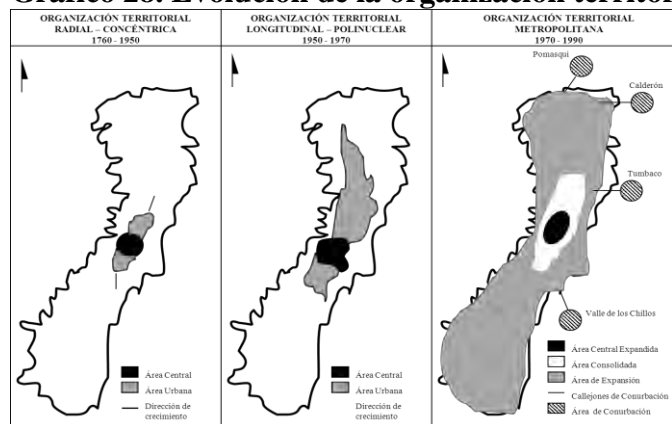 Gráfico 28. Evolución de la organización territor
ORGANIZACIÓN TERRITORIAL
RADIAL – CONCÉNTRICA
1760 - 1950
Área Central
Área Urbana
Dirección de
crecimiento
ORGANIZACIÓN TERRITORIAL
LONGITUDINAL – POLINUCLEAR
1950 - 1970
Área Central
Área Urbana
Dirección de
crecimiento
ORGANIZACIÓN TERRITORIAL
METROPOLITANA
1970 - 1990
Pomasqui
Calderón
Tumbaco
Valle de los Chillos
Área Central Expandida
Área Consolidada
Área de Expansión
Callejones de Conurbación
Área de Conurbación